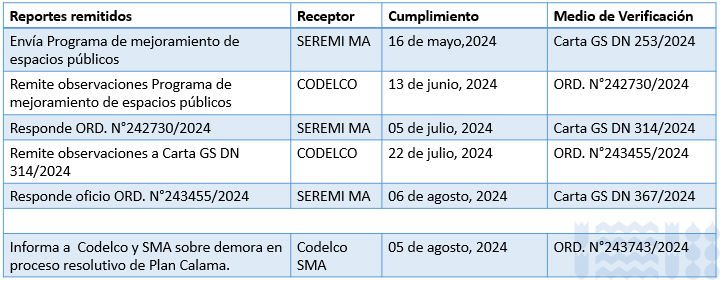 Reportes remitidos Receptor Cumplimiento Medio de Verificación
Envía Programa de mejoramiento de SEREMI MA 16 de mayo,2024 Carta GS DN 253/2024
espacios públicos
Remite observaciones Programa de CODELCO 13 de junio, 2024 ORD. N°242730/2024
mejoramiento de espacios públicos
Responde ORD. N°242730/2024 SEREMI MA 05 de julio, 2024 Carta GS DN 314/2024
Remite observaciones a Carta GS DN CODELCO 22 de julio, 2024 ORD. N°243455/2024
314/2024
Responde oficio ORD. N°243455/2024 SEREMI MA 06 de agosto, 2024 Carta GS DN 367/2024
Informa a Codelco y SMA sobre demora en Codelco 05 de agosto, 2024 ORD. N°243743/2024
proceso resolutivo de Plan Calama. SMA